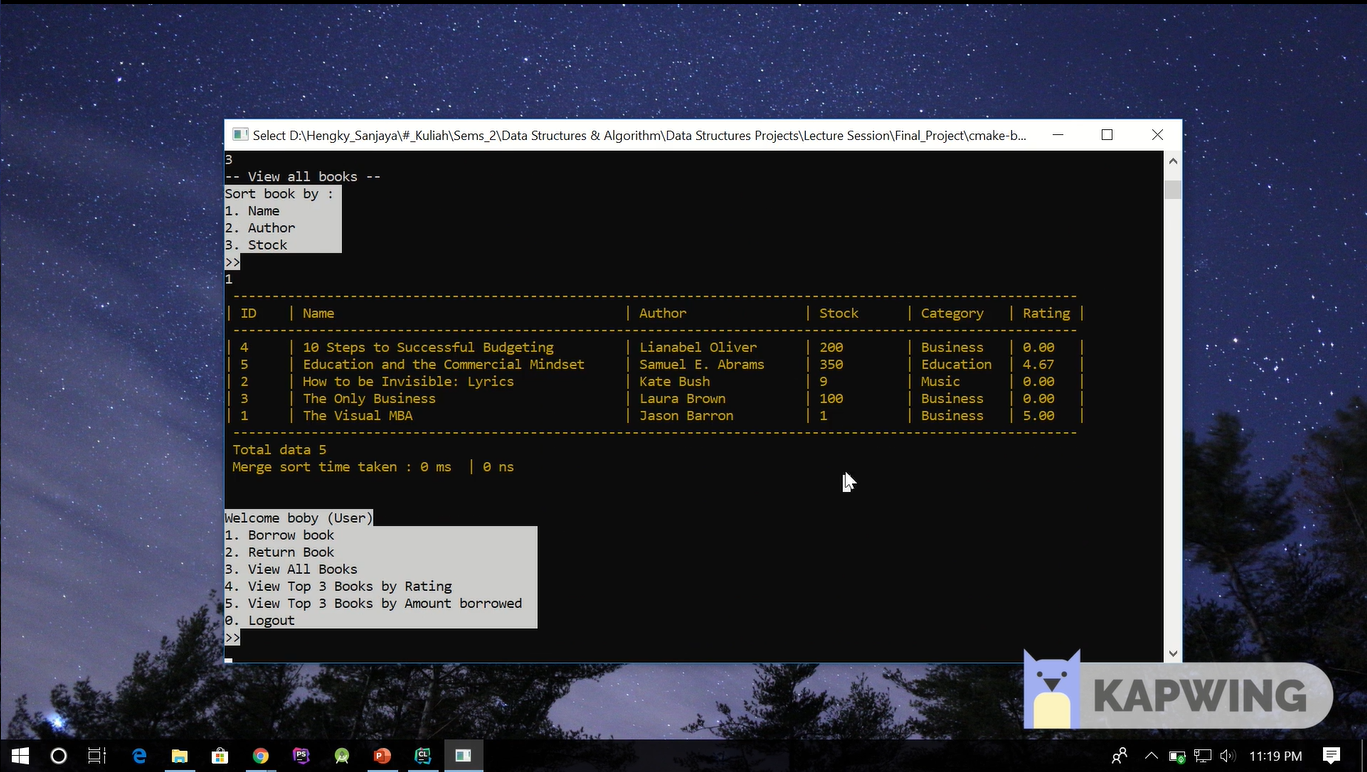 Select D:\Hengky_Sanjaya\#_Kuliah\Sems_2\Data Structures & Algorithm\Data Structures Projects\Lecture Session\Final_Project\cmake-b...
3
-- View all books --
Sort book by :
1. Name
2. Author
3. Stock
>>
1
---------------------------------------------------------------------------------------------------------------
| ID | Name | Author | Stock | Category | Rating |
---------------------------------------------------------------------------------------------------------------
| 4 | 10 Steps to Successful Budgeting | Lianabel Oliver | 200 | Business | 0.00 |
| 5 | Education and the Commercial Mindset | Samuel E. Abrams | 350 | Education | 4.67 |
| 2 | How to be Invisible: Lyrics | Kate Bush | 9 | Music | 0.00 |
| 3 | The Only Business | Laura Brown | 100 | Business | 0.00 |
| 1 | The Visual MBA | Jason Barron | 1 | Business | 5.00 |
---------------------------------------------------------------------------------------------------------------
Total data 5
Merge sort time taken : 0 ms | 0 ns
Welcome boby (User)
1. Borrow book
2. Return Book
3. View All Books
4. View Top 3 Books by Rating
5. View Top 3 Books by Amount borrowed
0. Logout
>>
KAPWING
PS
CL
11:19 PM